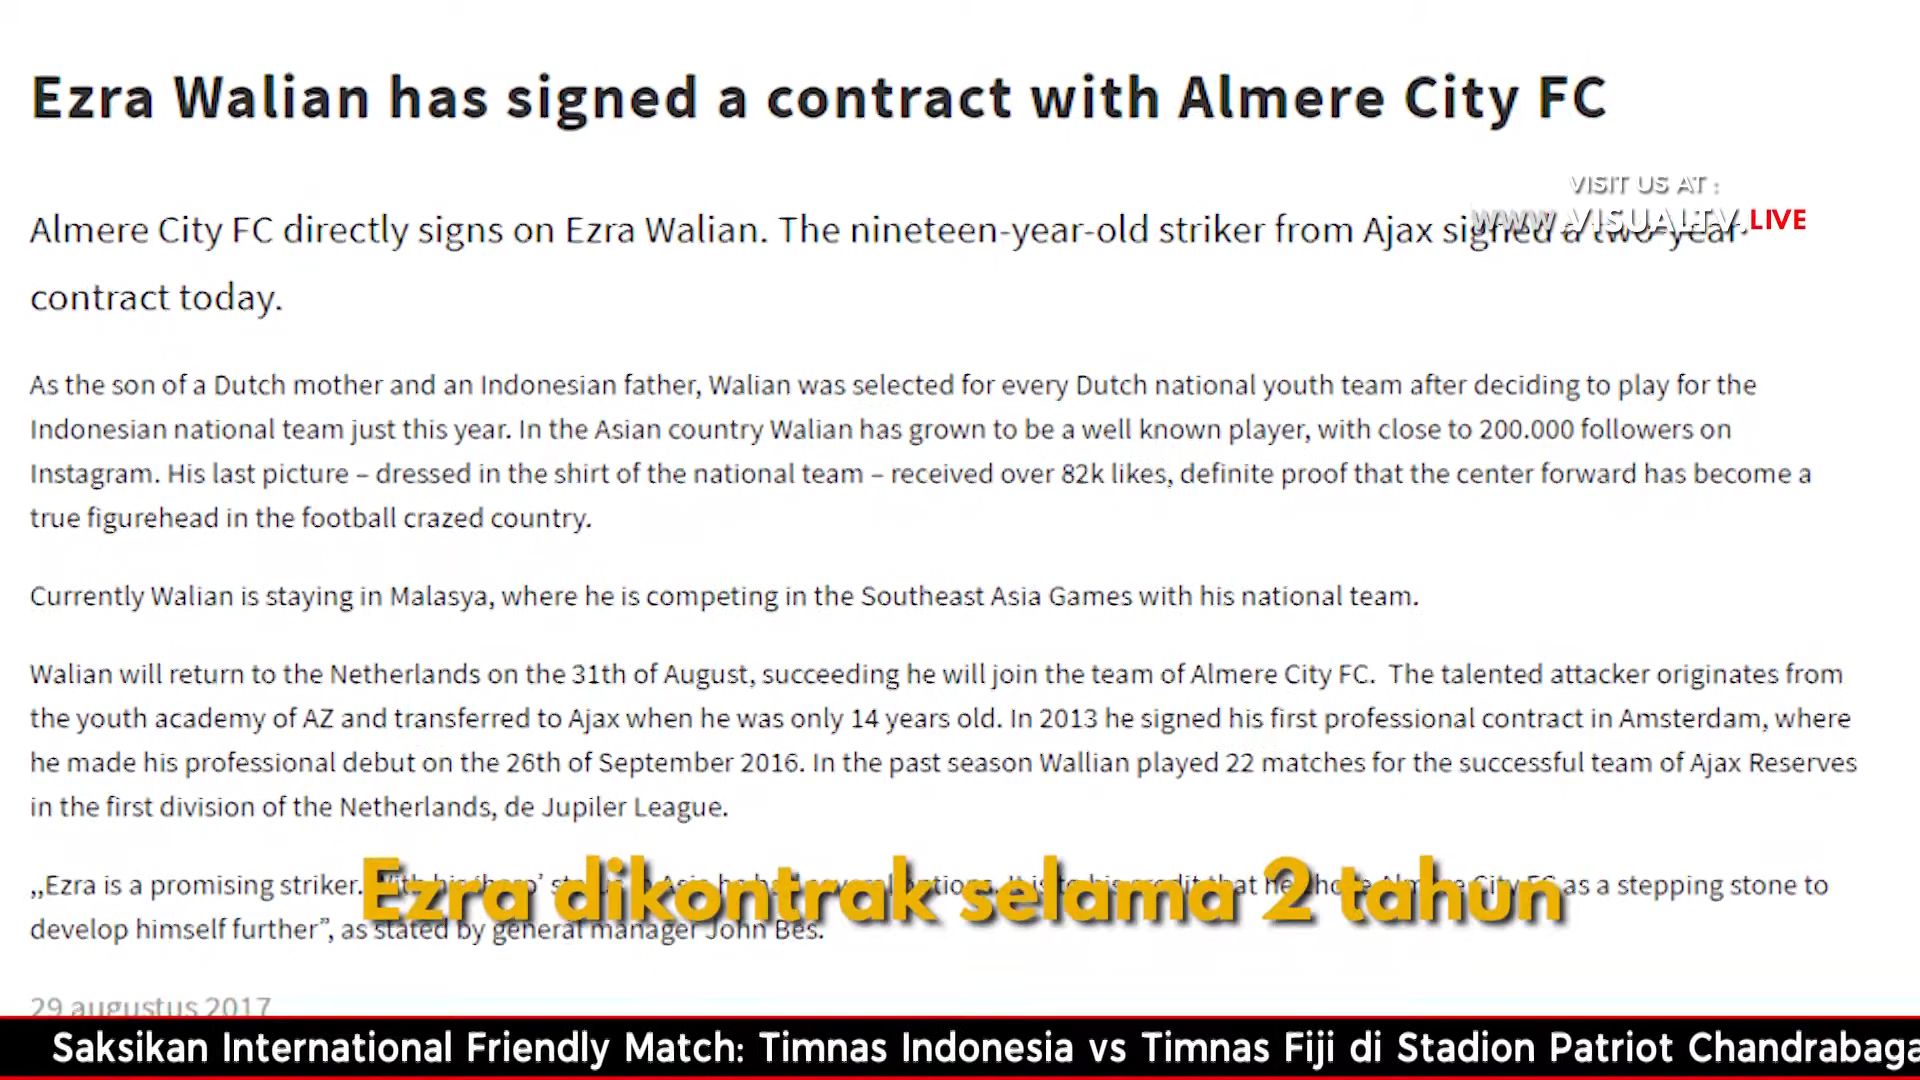 Ezra Walian has signed a contract with Almere City FC
VISIT US AT :
WWW.VISUALTV.LIVE
Almere City FC directly signs on Ezra Walian. The nineteen-year-old striker from Ajax signed a two-year
contract today.
As the son of a Dutch mother and an Indonesian father, Walian was selected for every Dutch national youth team after deciding to play for the
Indonesian national team just this year. In the Asian country Walian has grown to be a well known player, with close to 200.000 followers on
Instagram. His last picture – dressed in the shirt of the national team – received over 82k likes, definite proof that the center forward has become a
true figurehead in the football crazed country.
Currently Walian is staying in Malasya, where he is competing in the Southeast Asia Games with his national team.
Walian will return to the Netherlands on the 31th of August, succeeding he will join the team of Almere City FC. The talented attacker originates from
the youth academy of AZ and transferred to Ajax when he was only 14 years old. In 2013 he signed his first professional contract in Amsterdam, where
he made his professional debut on the 26th of September 2016. In the past season Wallian played 22 matches for the successful team of Ajax Reserves
in the first division of the Netherlands, de Jupiler League.
„Ezra is a promising striker. that he Almere City FC as a stepping stone to
develop himself further”, as stated by general manager John Bes.
Ezra dikontrak selama 2 tahun
29 augustus 2017
Saksikan International Friendly Match: Timnas Indonesia vs Timnas Fiji di Stadion Patriot Chandrabaga